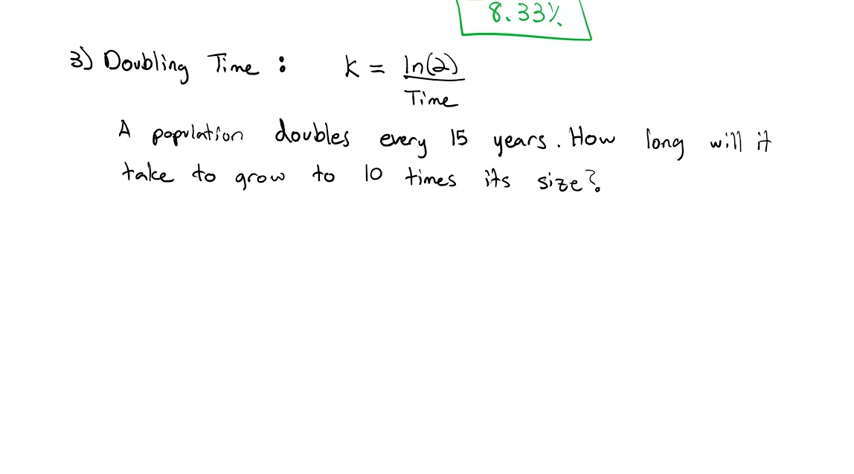 8.33%
3) Doubling Time : k = ln(2)
Time
A population doubles every 15 years. How long will it
take to grow to 10 times its size?